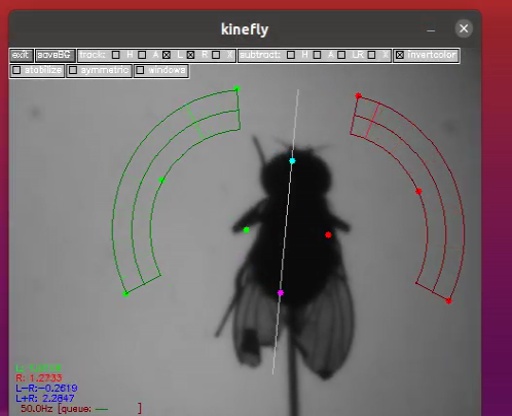 kinefly
exit saveBG track: H A L R X subtract: H A LR X invertcolor
stabilize symmetric windows
R: 1.2733
L-R:-0.2619
L+R: 2.2847
50.0Hz [queue: ]